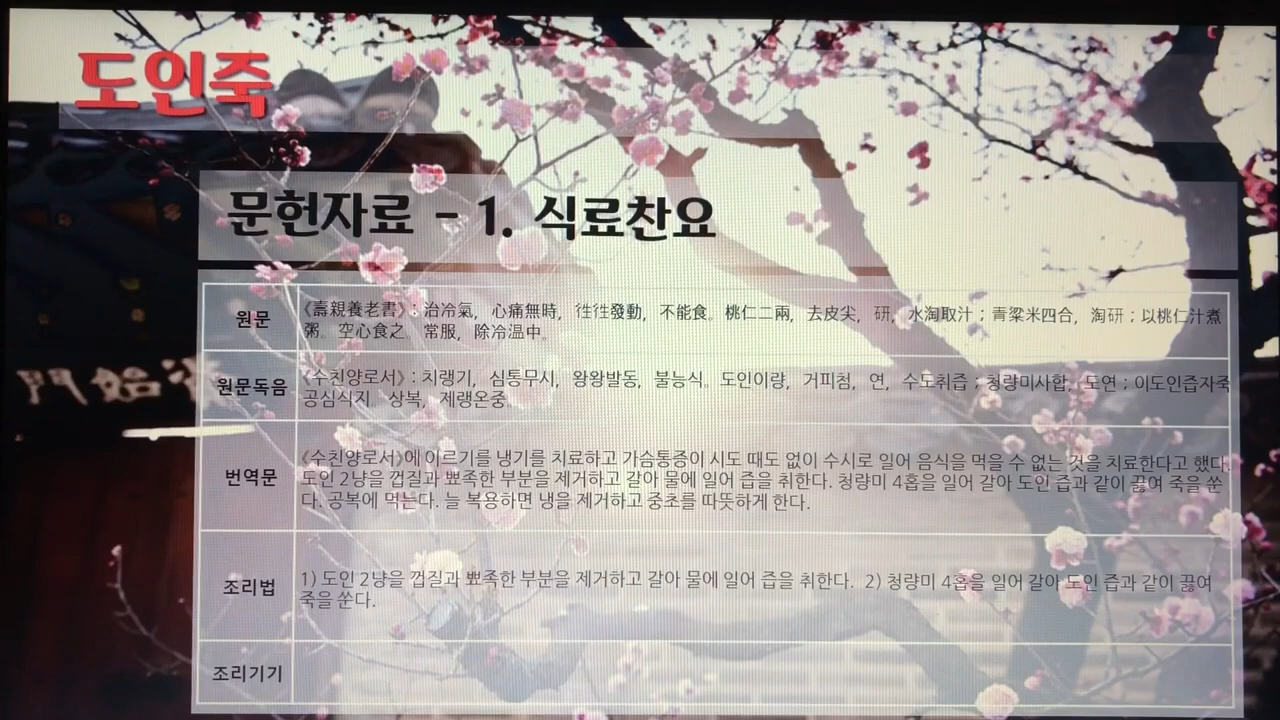 도인죽
문헌자료 - 1. 식료찬요
원문
《壽親養老書》: 治冷氣, 心痛無時, 往往發動, 不能食。桃仁二兩, 去皮尖, 研, 水淘取汁 ; 青粱米四合, 淘研 ; 以桃仁汁煮
粥。空心食之。常服, 除冷溫中。
원문독음
《수친양로서》: 치랭기, 심통무시, 왕왕발동, 불능식。도인이량, 거피첨, 연, 수도취즙 ; 청량미사합, 도연 ; 이도인즙자죽
공심식지。상복, 제랭온중。
번역문
《수친양로서》에 이르기를 냉기를 치료하고 가슴통증이 시도 때도 없이 수시로 일어 음식을 먹을 수 없는 것을 치료한다고 했다.
도인 2냥을 껍질과 뾰족한 부분을 제거하고 갈아 물에 일어 즙을 취한다. 청량미 4홉을 일어 갈아 도인 즙과 같이 끓여 죽을 쑨
다. 공복에 먹는다. 늘 복용하면 냉을 제거하고 중초를 따뜻하게 한다.
조리법
1) 도인 2냥을 껍질과 뾰족한 부분을 제거하고 갈아 물에 일어 즙을 취한다. 2) 청량미 4홉을 일어 갈아 도인 즙과 같이 끓여
죽을 쑨다.
조리기기
門始